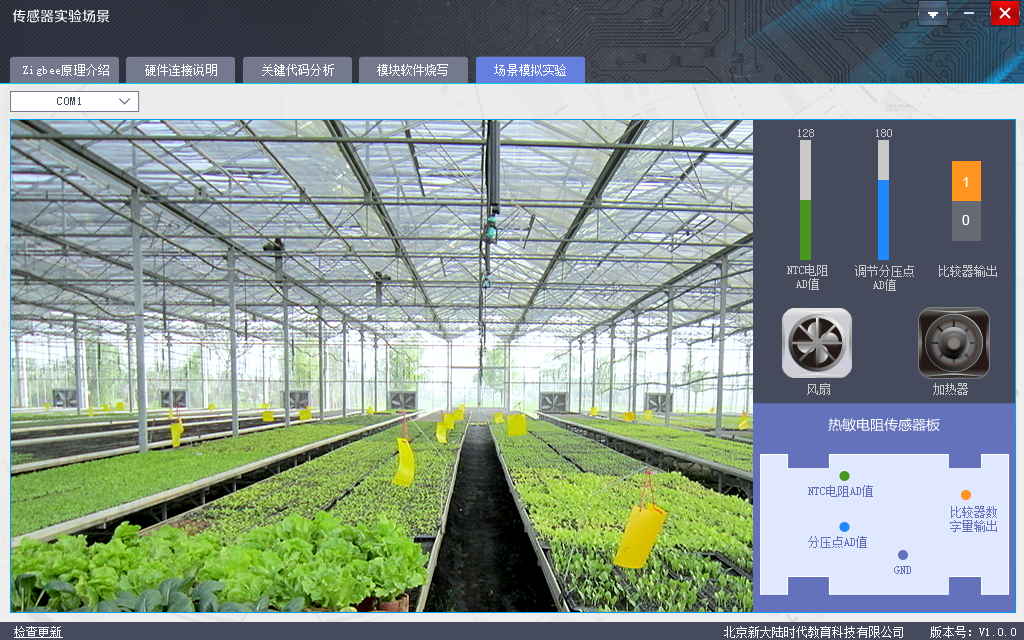 传感器实验场景
Zigbee原理介绍
硬件连接说明
关键代码分析
模块软件烧写
场景模拟实验
COM1
128
180
1
0
NTC电阻
AD值
调节分压点
AD值
比较器输出
风扇
加热器
热敏电阻传感器板
NTC电阻AD值
比较器数
字量输出
分压点AD值
GND
检查更新
北京新大陆时代教育科技有限公司
版本号: V1.0.0